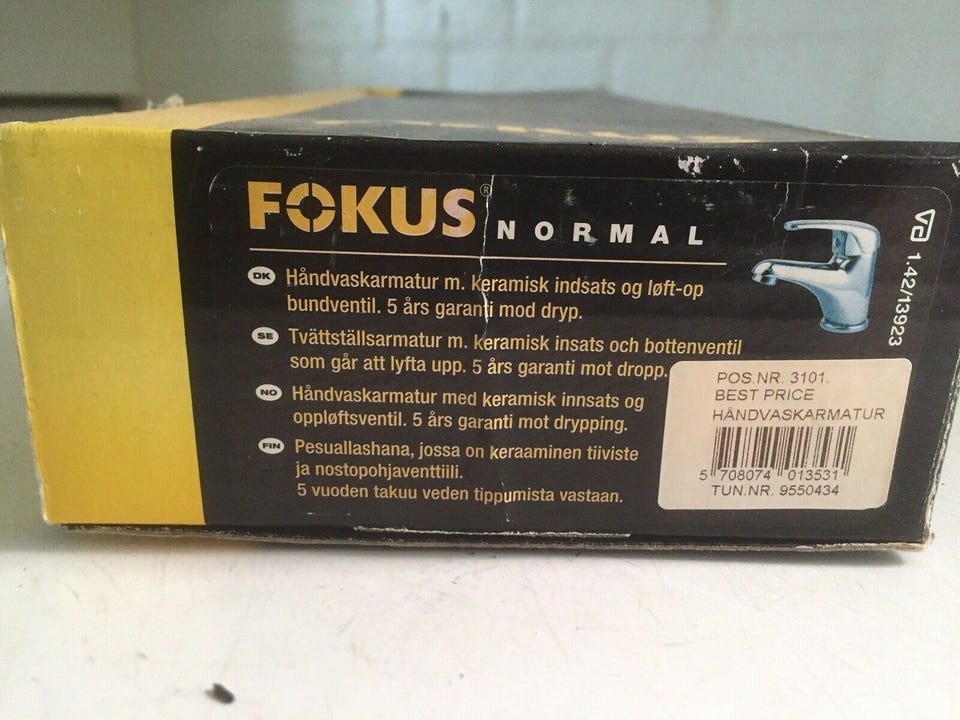 FOKUS® NORMAL
DK Håndvaskarmatur m. keramisk indsats og løft-op
bundventil. 5 års garanti mod dryp.
SE Tvättställsarmatur m. keramisk insats och bottenventil
som går att lyfta upp. 5 års garanti mot dropp.
NO Håndvaskarmatur med keramisk innsats og
oppløftsventil. 5 års garanti mot drypping.
FIN Pesuallashana, jossa on keraaminen tiiviste
ja nostopohjaventtiili.
5 vuoden takuu veden tippumista vastaan.
VA 1.42/13923
POS.NR. 3101.
BEST PRICE
HÅNDVASKARMATUR
5 708074 013531
TUN.NR. 9550434